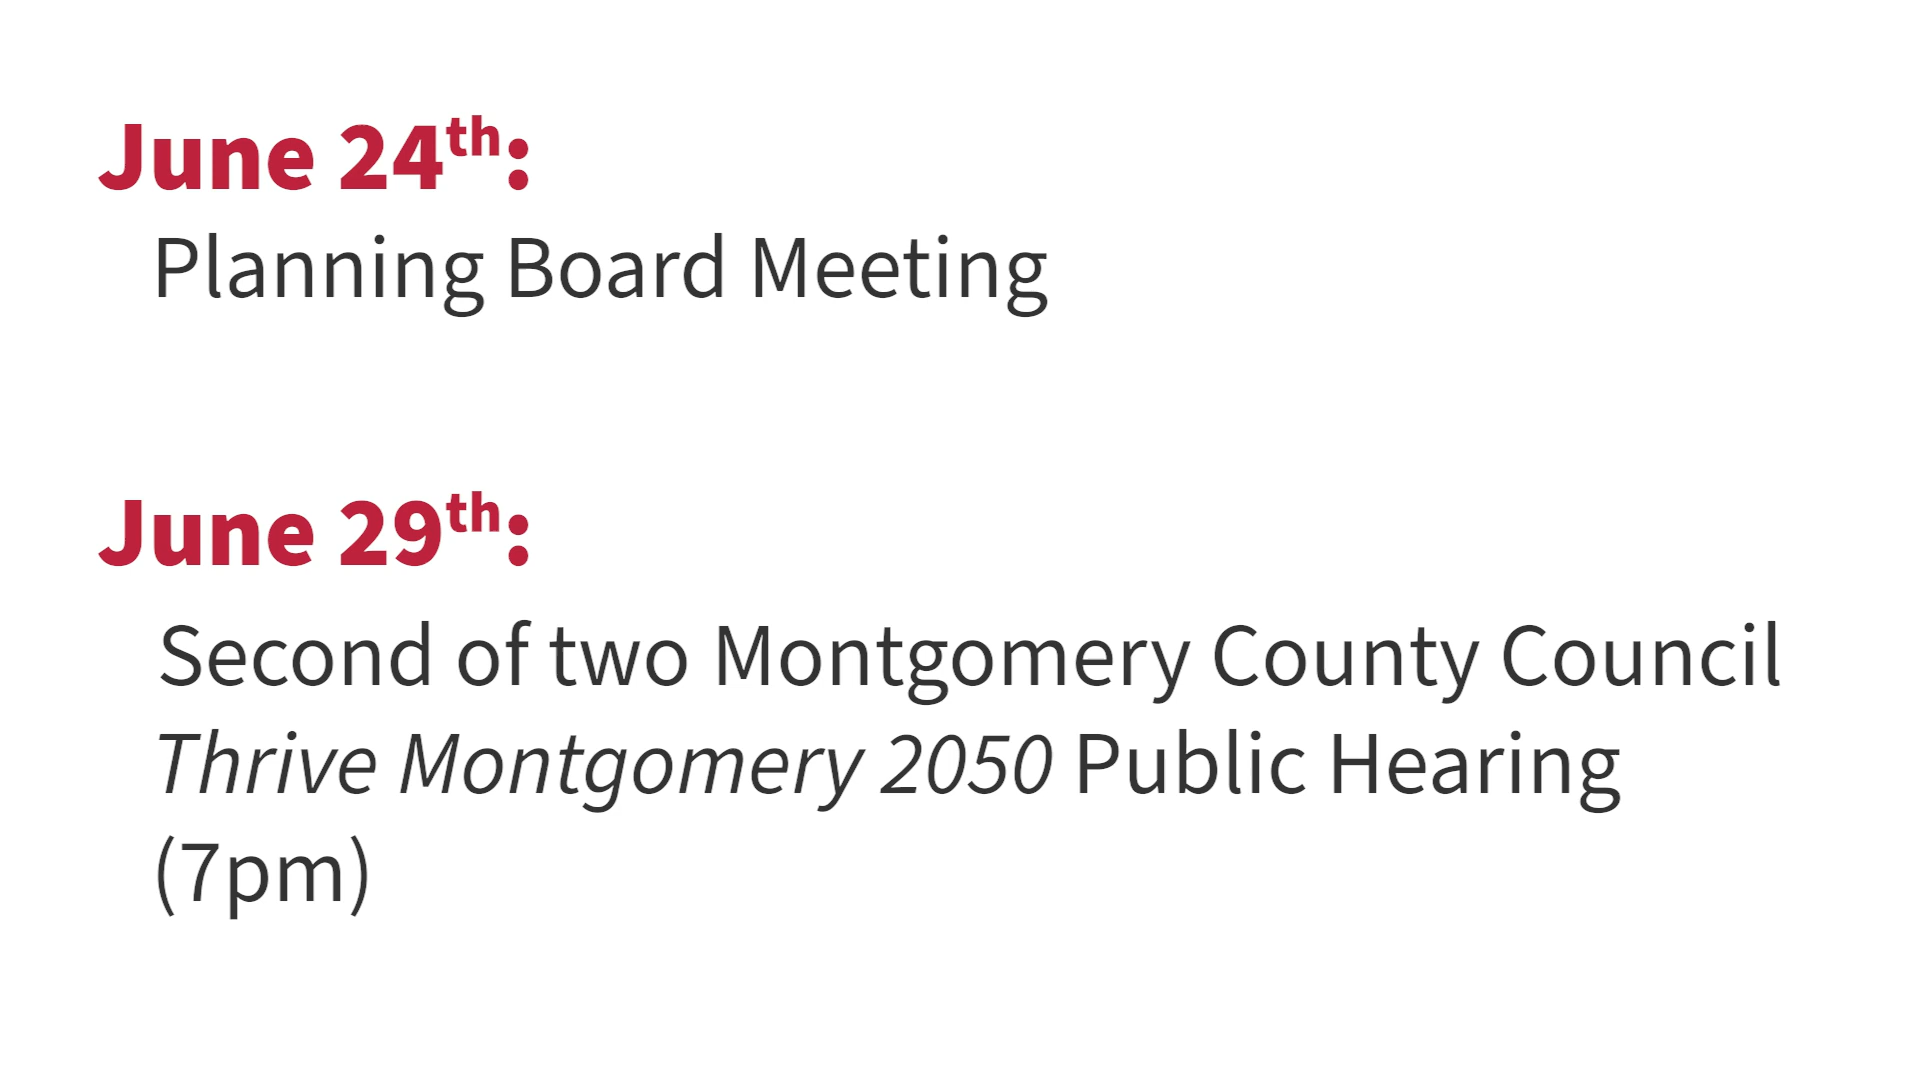 June 24th:
Planning Board Meeting
June 29th:
Second of two Montgomery County Council
Thrive Montgomery 2050 Public Hearing
(7pm)